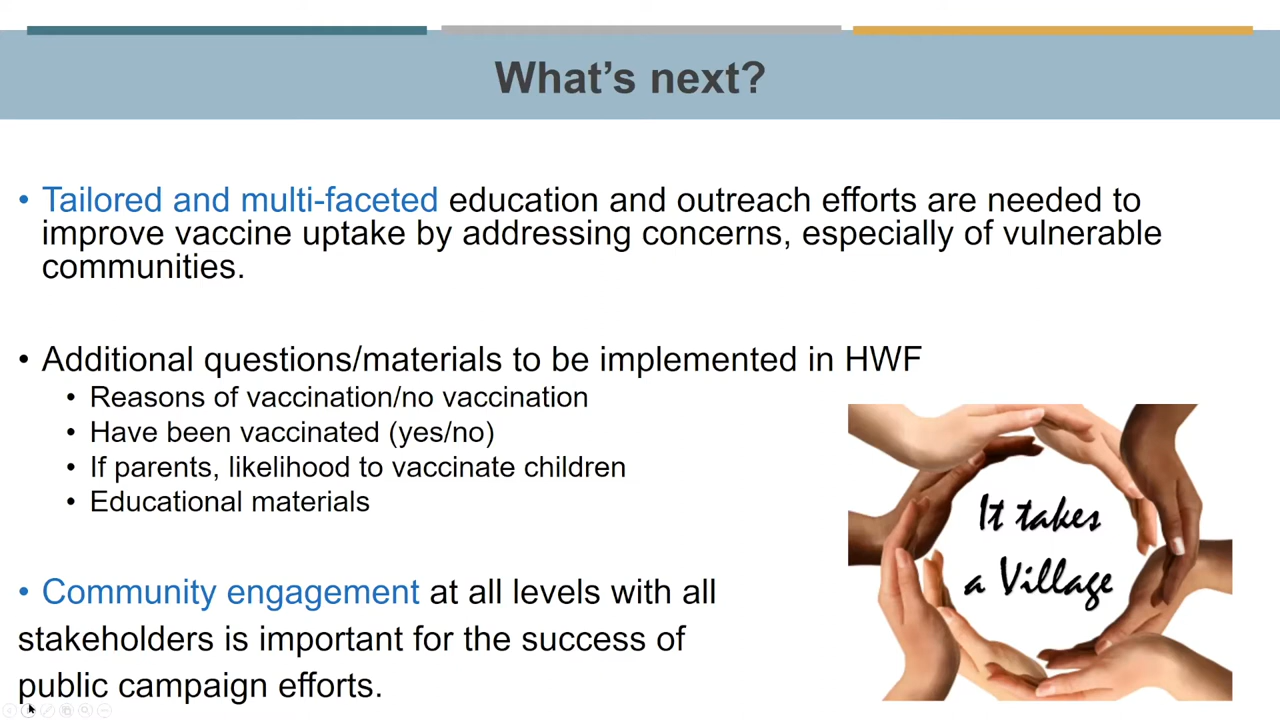 What’s next?
• Tailored and multi-faceted education and outreach efforts are needed to
improve vaccine uptake by addressing concerns, especially of vulnerable
communities.
• Additional questions/materials to be implemented in HWF
• Reasons of vaccination/no vaccination
• Have been vaccinated (yes/no)
• If parents, likelihood to vaccinate children
• Educational materials
It takes
a Village
• Community engagement at all levels with all
stakeholders is important for the success of
public campaign efforts.